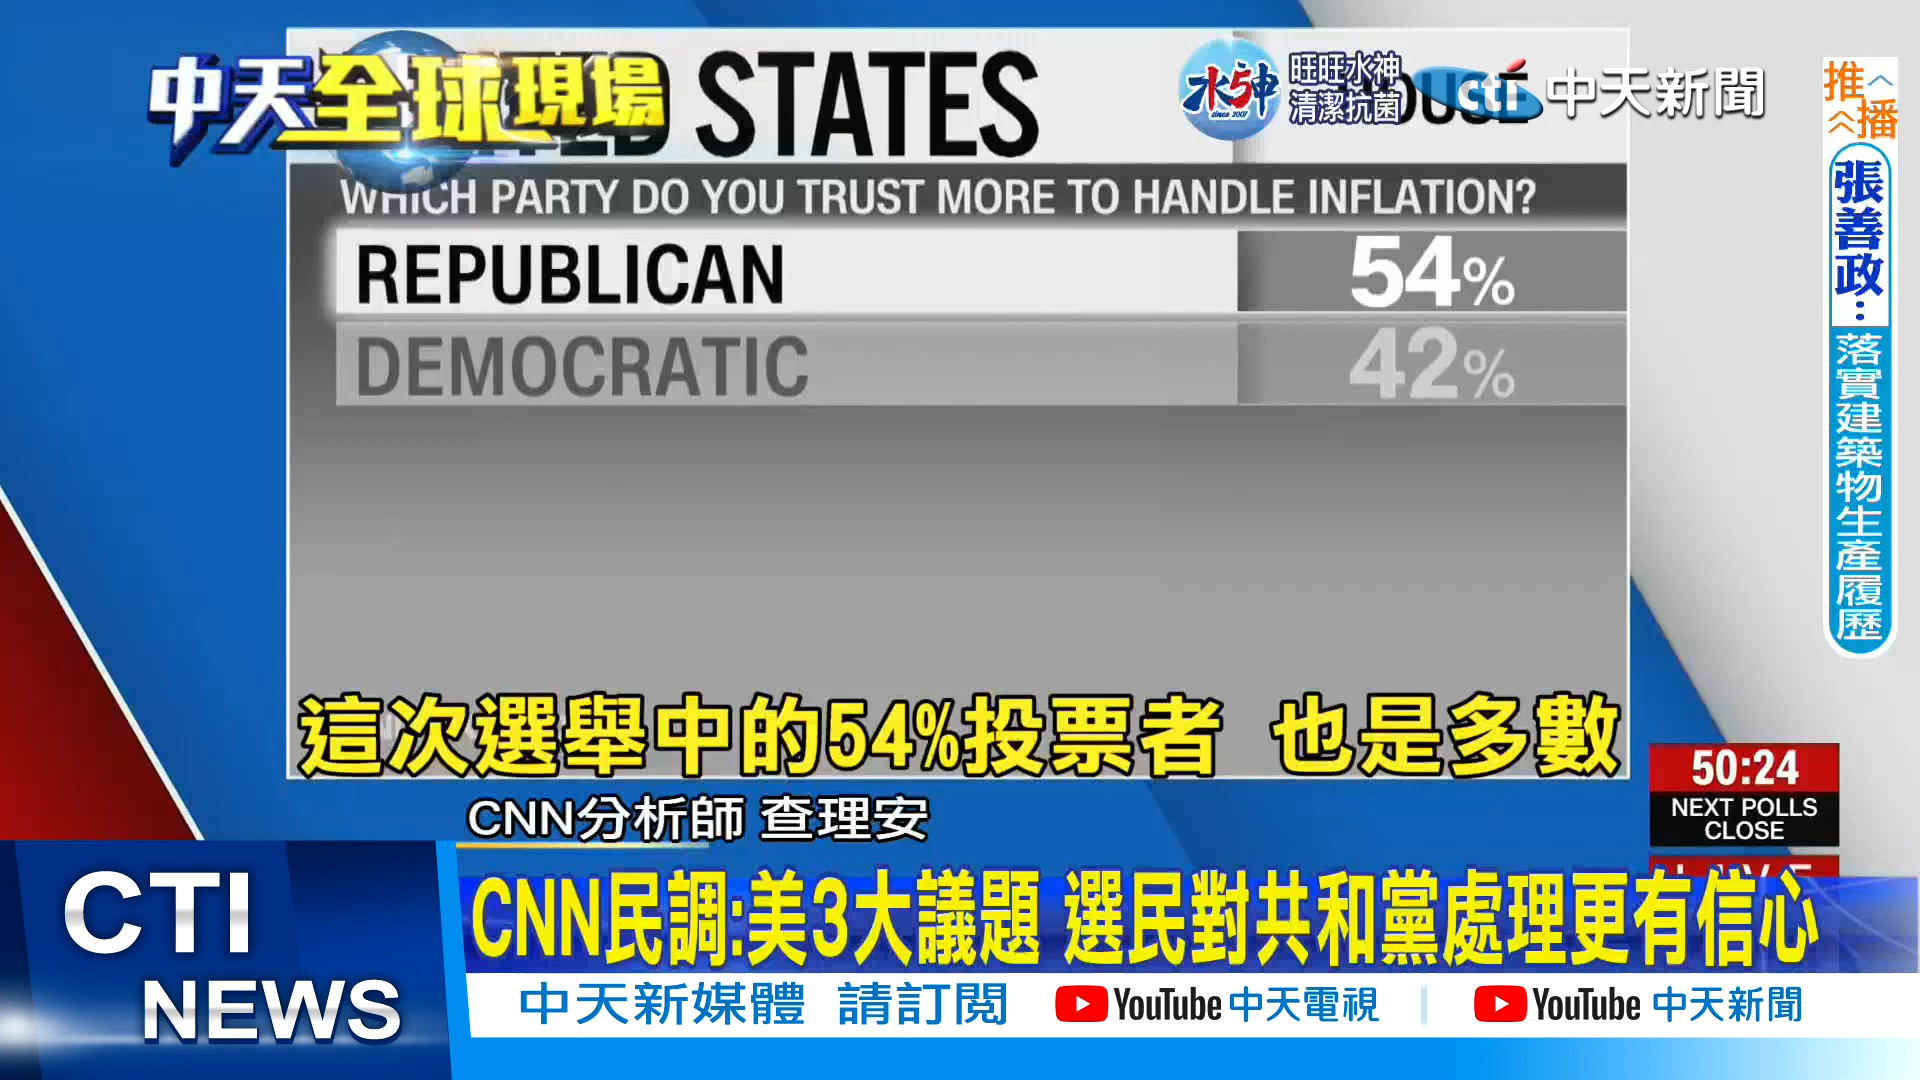 中天全球現場
STATES
水神
since 2007
旺旺水神
清潔抗菌
cti 中天新聞
WHICH PARTY DO YOU TRUST MORE TO HANDLE INFLATION?
REPUBLICAN 54%
DEMOCRATIC 42%
推播
張善政：
落實建築物生產履歷
這次選舉中的54%投票者 也是多數
50:24
NEXT POLLS
CLOSE
CNN分析師 查理安
CTI
NEWS
CNN民調:美3大議題 選民對共和黨處理更有信心
中天新媒體 請訂閱 YouTube 中天電視 YouTube 中天新聞